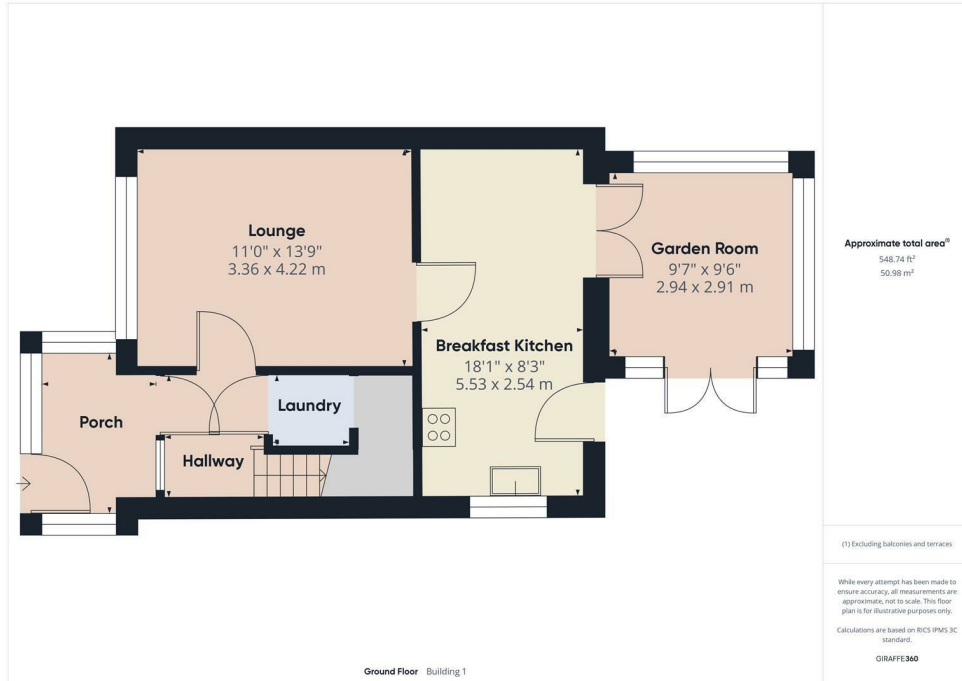 Lounge
11'0" x 13'9"
3.36 x 4.22 m
Garden Room
9'7" x 9'6"
2.94 x 2.91 m
Breakfast Kitchen
18'1" x 8'3"
5.53 x 2.54 m
Laundry
Porch
Hallway
Approximate total area⁽¹⁾
548.74 ft²
50.98 m²
(1) Excluding balconies and terraces
While every attempt has been made to
ensure accuracy, all measurements are
approximate, not to scale. This floor
plan is for illustrative purposes only.
Calculations are based on RICS IPMS 3C
standard.
GIRAFFE360
Ground Floor Building 1